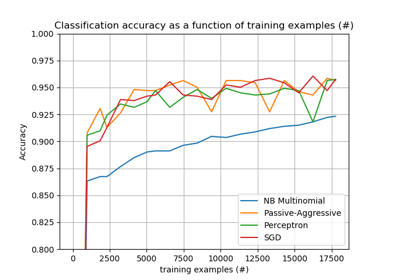 Classification accuracy as a function of training examples (#)
1.000
0.975
0.950
0.925
0.900
0.875
0.850
0.825
0.800
Accuracy
0 2500 5000 7500 10000 12500 15000 17500
training examples (#)
NB Multinomial
Passive-Aggressive
Perceptron
SGD